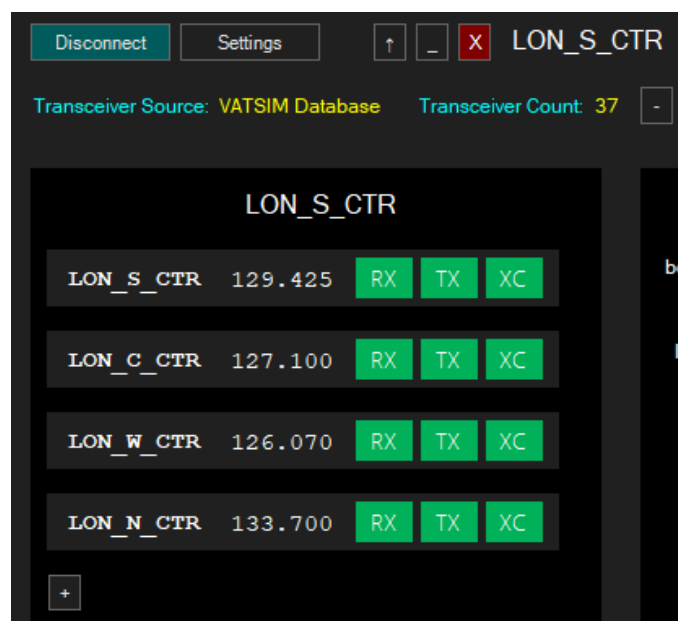 Disconnect Settings ↑ _ X LON_S_CTR
Transceiver Source: VATSIM Database Transceiver Count: 37 -
LON_S_CTR
LON_S_CTR 129.425 RX TX XC
LON_C_CTR 127.100 RX TX XC
LON_W_CTR 126.070 RX TX XC
LON_N_CTR 133.700 RX TX XC
+